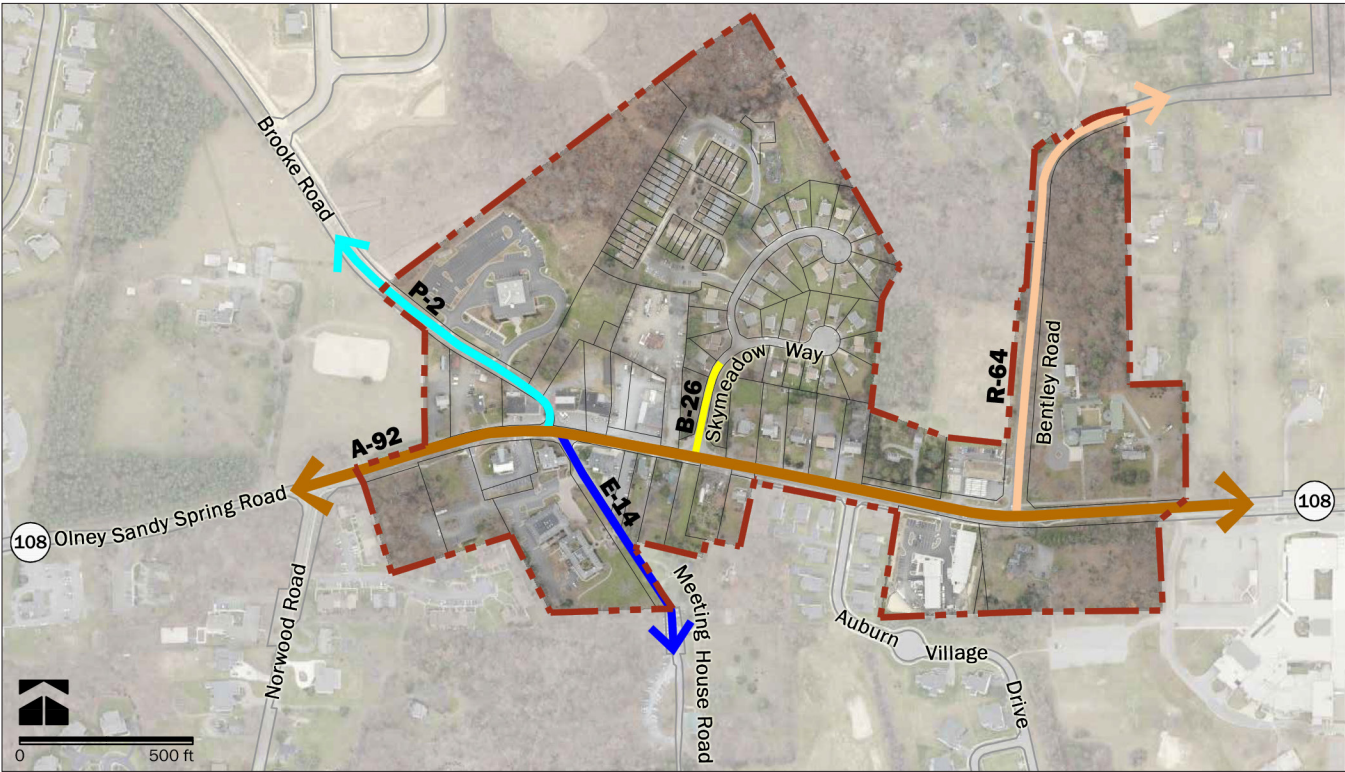 Brooke Road
P-2
B-26
Skymeadow Way
R-64
Bentley Road
A-92
108
Olney Sandy Spring Road
108
E-14
Norwood Road
Meeting House Road
Auburn Village Drive
0 500 ft